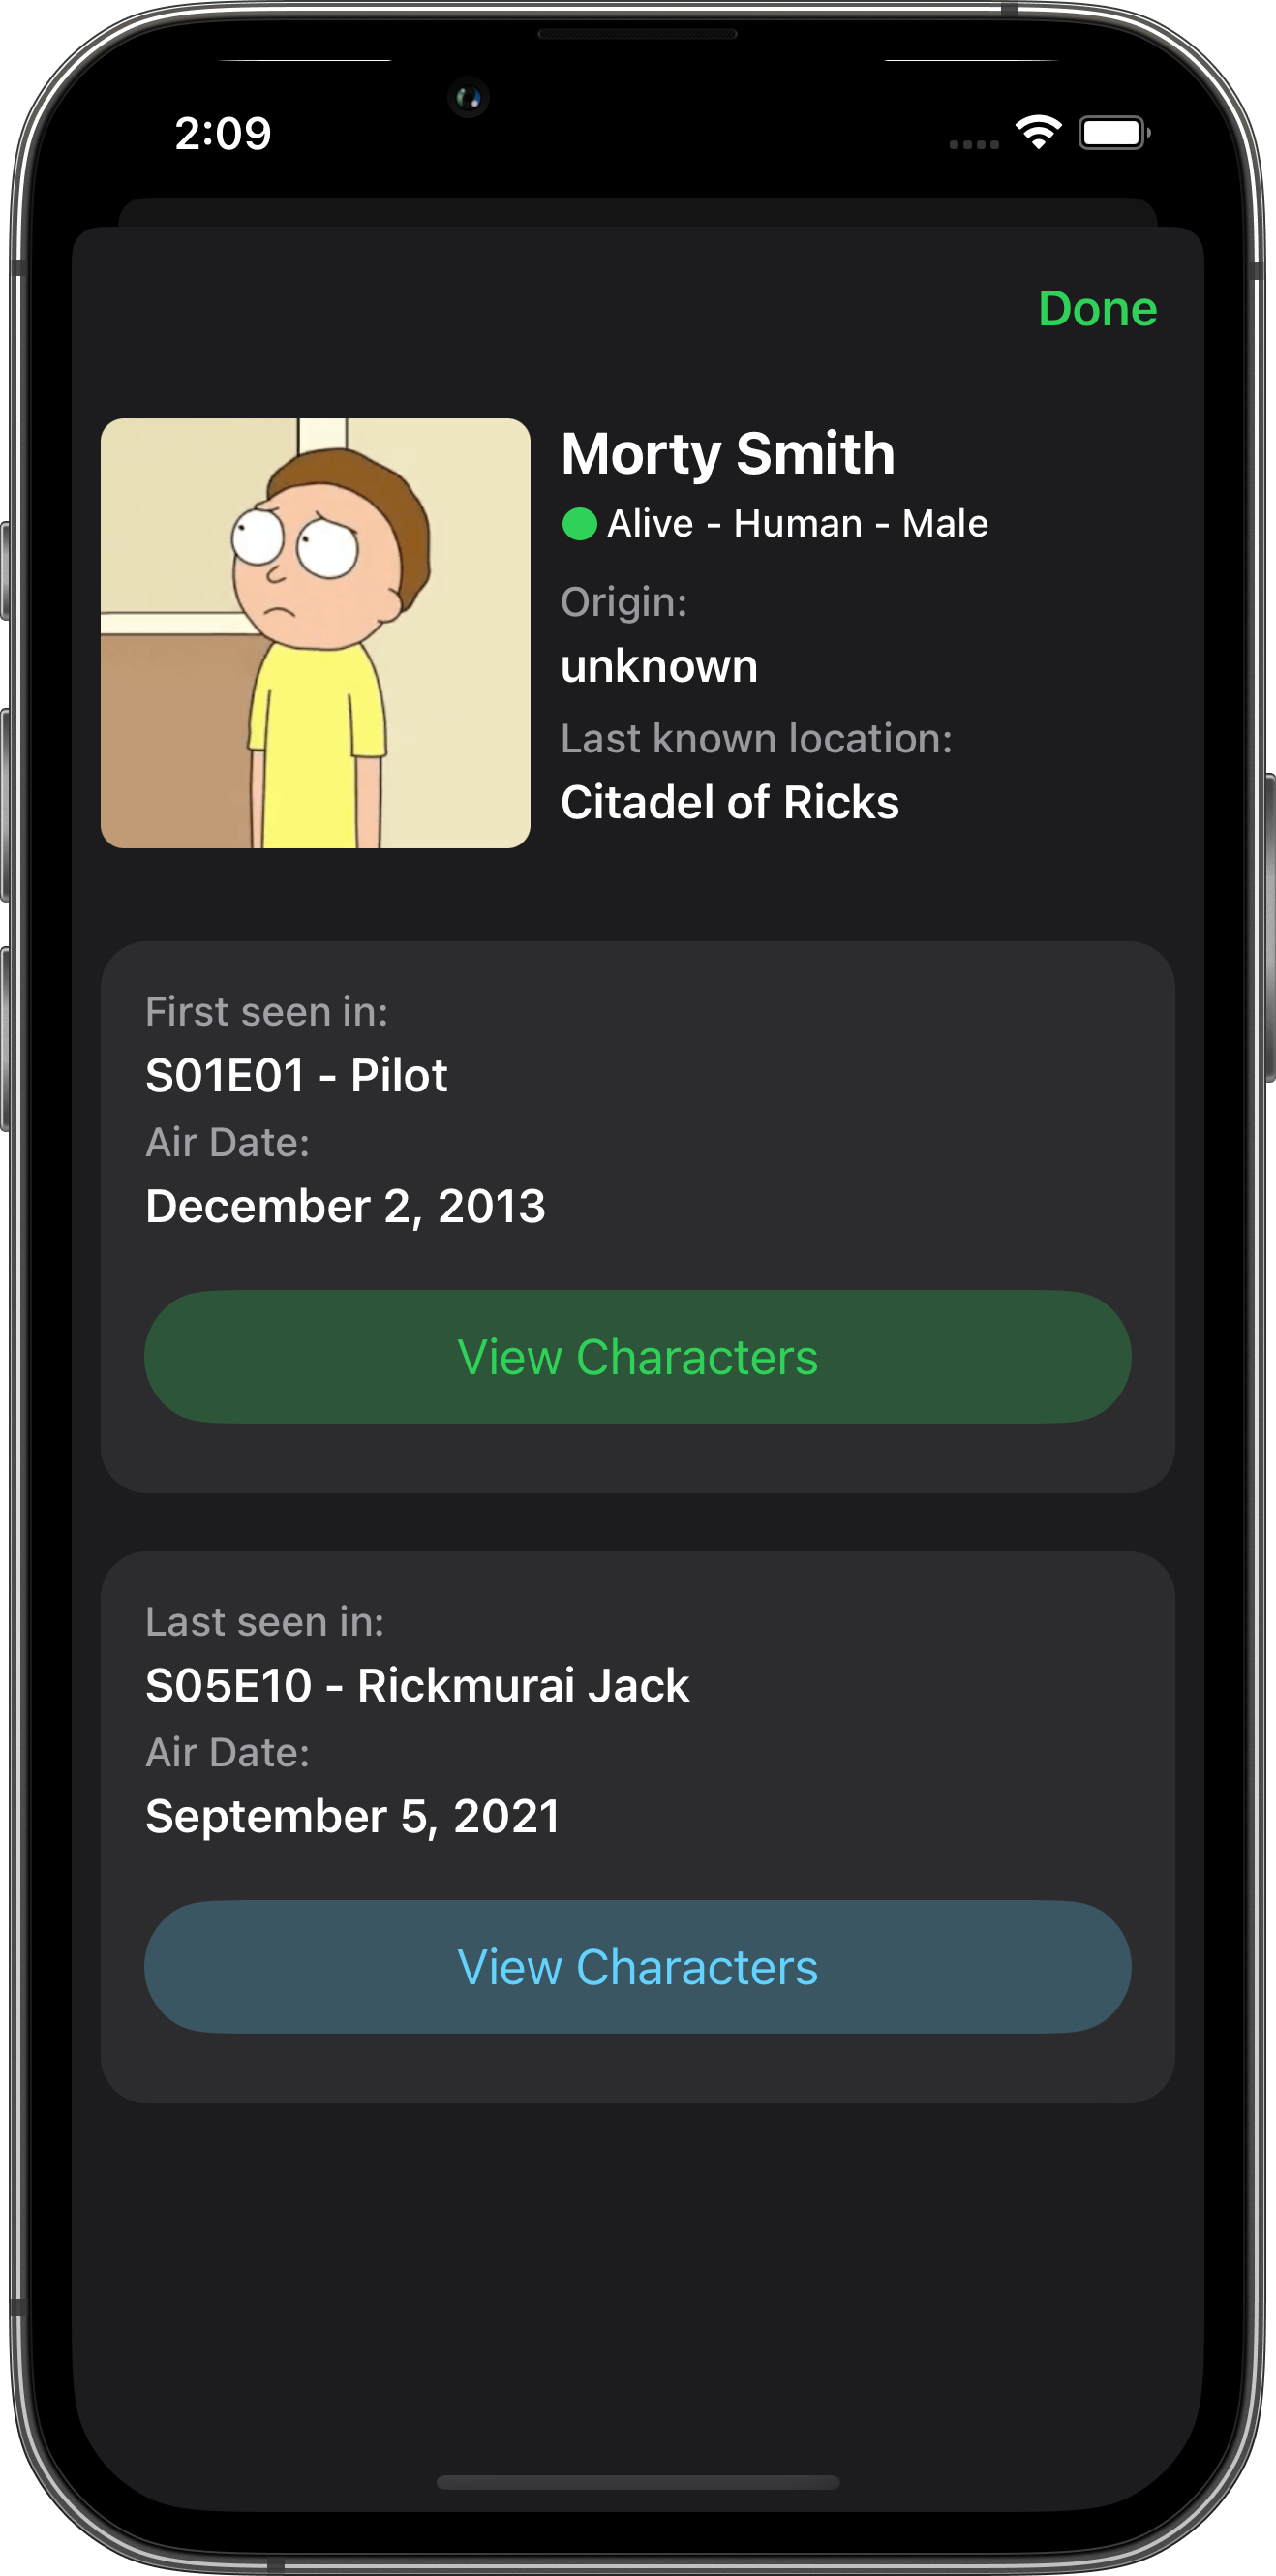 2:09
Done
Morty Smith
Alive - Human - Male
Origin:
unknown
Last known location:
Citadel of Ricks
First seen in:
S01E01 - Pilot
Air Date:
December 2, 2013
View Characters
Last seen in:
S05E10 - Rickmurai Jack
Air Date:
September 5, 2021
View Characters